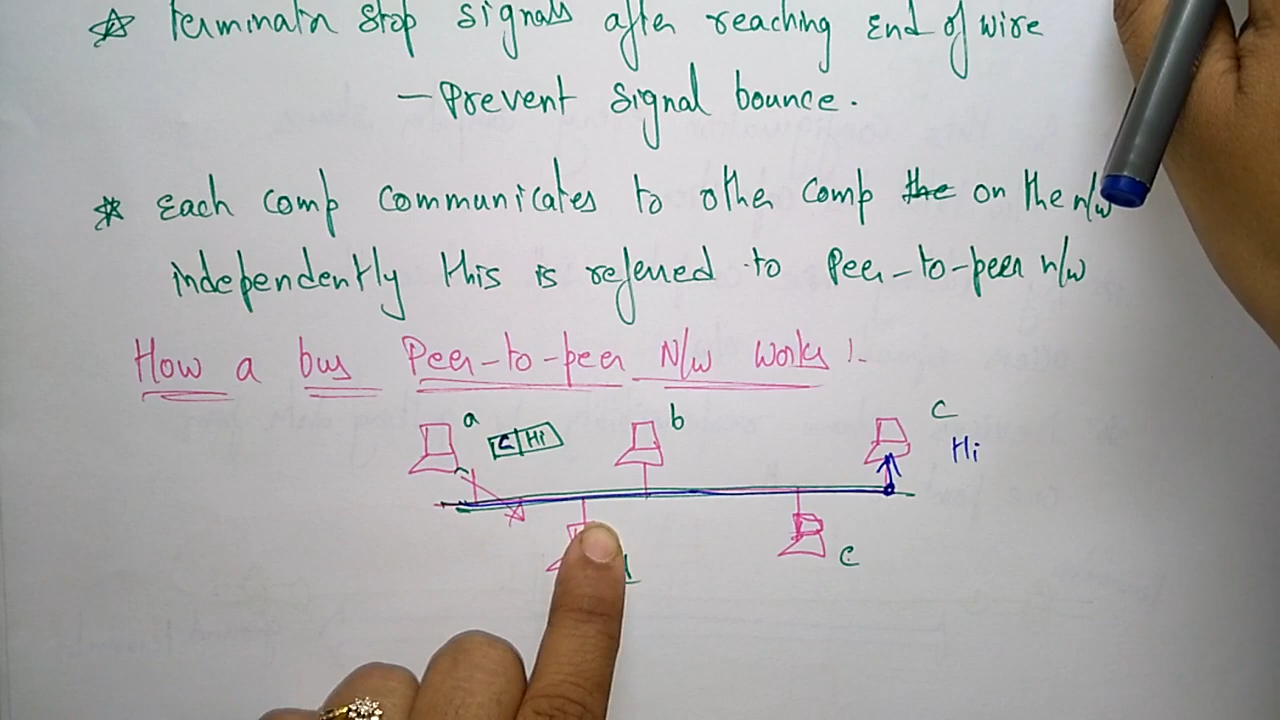 ☆ Terminatr stop signals after reaching End of wire
- Prevent signal bounce.
* Each comp communicates to other comp the on the n/w
independently this is referred to Peer-to-peer n/w
How a bus Peer-to-peer N/w works !-
a C Hi b C Hi
d e